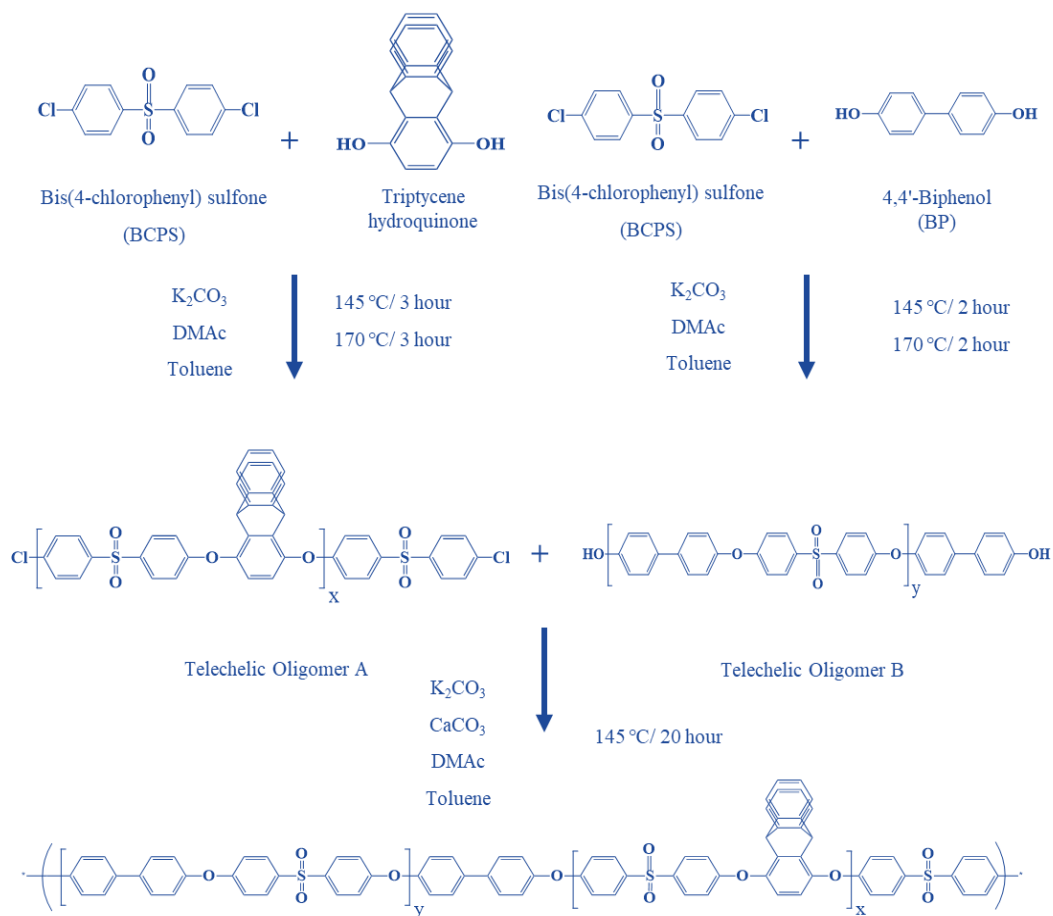 Cl
O
S
O
Cl
+
HO
OH
Cl
O
S
O
Cl
+
HO
OH
Bis(4-chlorophenyl) sulfone
(BCPS)
Triptycene
hydroquinone
Bis(4-chlorophenyl) sulfone
(BCPS)
4,4'-Biphenol
(BP)
K₂CO₃
DMAc
Toluene
145 °C/ 3 hour
170 °C/ 3 hour
K₂CO₃
DMAc
Toluene
145 °C/ 2 hour
170 °C/ 2 hour
Cl
O
S
O
O
O
x
O
S
O
Cl
+
HO
O
O
S
O
O
y
OH
Telechelic Oligomer A
Telechelic Oligomer B
K₂CO₃
CaCO₃
DMAc
Toluene
145 °C/ 20 hour
O
O
S
O
O
y
O
O
S
O
O
O
x
O
S
O